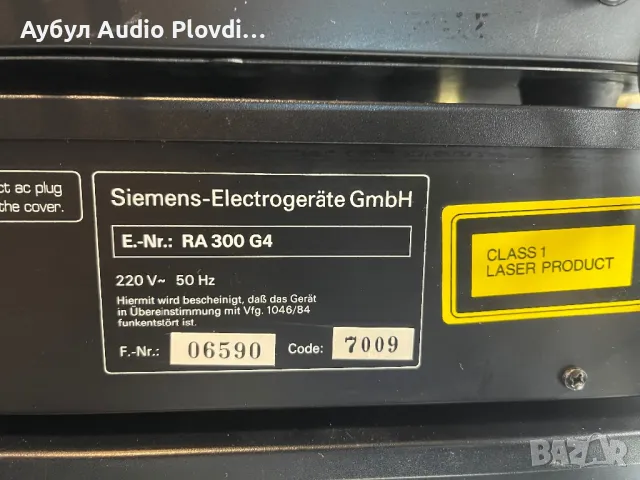 Аубул Audio Plovdi...
ct ac plug
the cover.
Siemens-Electrogeräte GmbH
E.-Nr.: RA 300 G4
220 V~ 50 Hz
Hiermit wird bescheinigt, daß das Gerät
in Übereinstimmung mit Vfg. 1046/84
funkentstört ist.
F.-Nr.: 06590 Code: 7009
CLASS 1
LASER PRODUCT
BAZAR